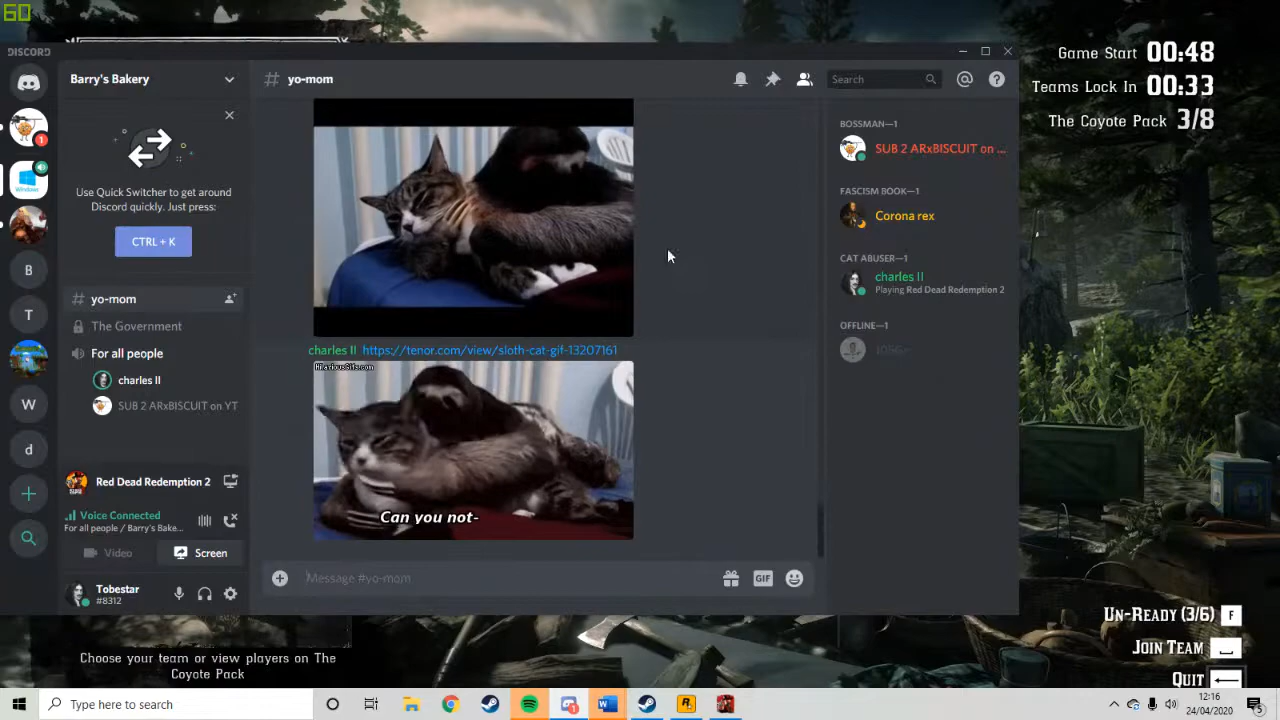 60
DISCORD
Barry's Bakery
# yo-mom
Search
Game Start 00:48
Teams Lock In 00:33
The Coyote Pack 3/8
1
Windows
Use Quick Switcher to get around
Discord quickly. Just press:
CTRL + K
BOSSMAN—1
SUB 2 ARxBISCUIT on ...
FASCISM BOOK—1
Corona rex
CAT ABUSER—1
charles II
Playing Red Dead Redemption 2
OFFLINE—1
# yo-mom
The Government
For all people
charles II
SUB 2 ARxBISCUIT on YT
B
T
W
d
charles II https://tenor.com/view/sloth-cat-gif-13207161
HilariousGifs.com
Can you not-
Red Dead Redemption 2
Voice Connected
For all people / Barry's Bake...
Video
Screen
Tobestar
#8312
Message #yo-mom
GIF
Un-Ready (3/6) F
Join Team
Quit
Choose your team or view players on The
Coyote Pack
Type here to search
12:16
24/04/2020
5